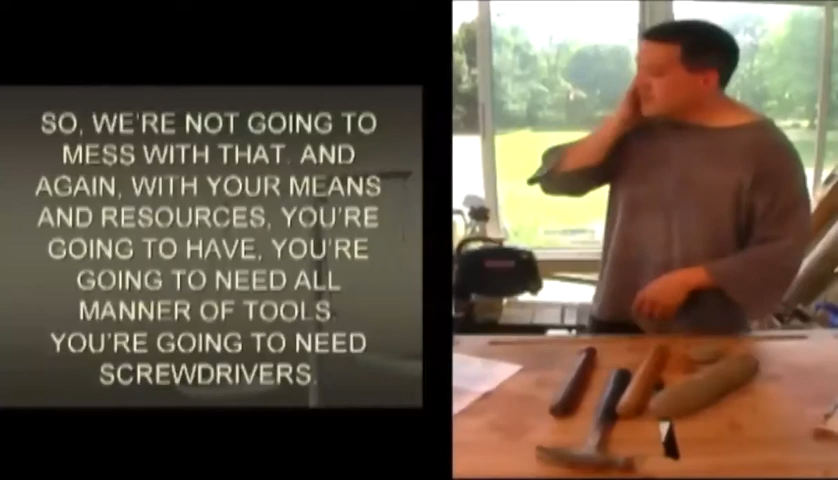 SO, WE'RE NOT GOING TO
MESS WITH THAT. AND
AGAIN, WITH YOUR MEANS
AND RESOURCES, YOU'RE
GOING TO HAVE, YOU'RE
GOING TO NEED ALL
MANNER OF TOOLS.
YOU'RE GOING TO NEED
SCREWDRIVERS.